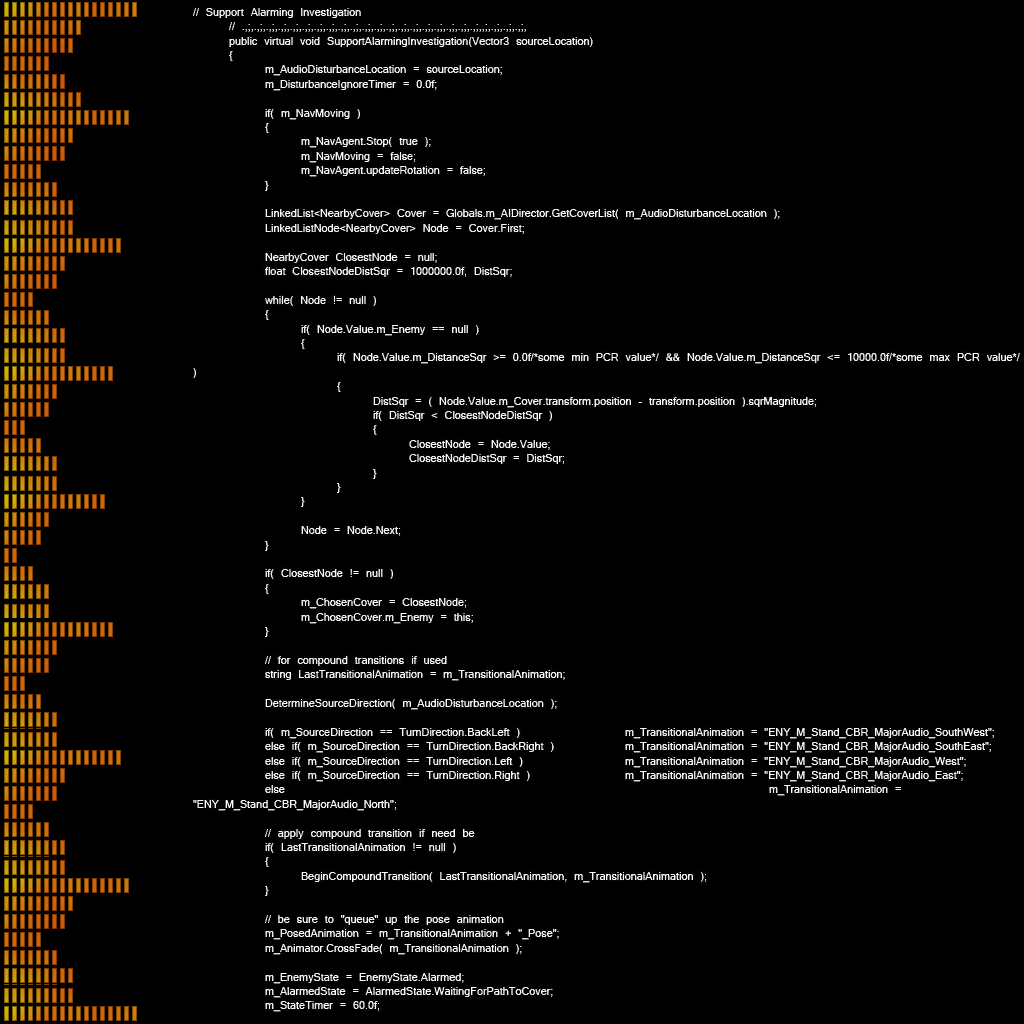 // Support Alarming Investigation
// .,;;.;;;.;;;.;;;.;;;.;;;.;;;.;;;.;;;.;;;.;;;.;;;.;;;.;;;.;;;.;;;.;;;.;;;.;;;.;;;;;;;.;;;.;;;.;;;.;;
public virtual void SupportAlarmingInvestigation(Vector3 sourceLocation)
{
m_AudioDisturbanceLocation = sourceLocation;
m_DisturbanceIgnoreTimer = 0.0f;
if( m_NavMoving )
{
m_NavAgent.Stop( true );
m_NavMoving = false;
m_NavAgent.updateRotation = false;
}
LinkedList<NearbyCover> Cover = Globals.m_AIDirector.GetCoverList( m_AudioDisturbanceLocation );
LinkedListNode<NearbyCover> Node = Cover.First;
NearbyCover ClosestNode = null;
float ClosestNodeDistSqr = 1000000.0f, DistSqr;
while( Node != null )
{
if( Node.Value.m_Enemy == null )
{
if( Node.Value.m_DistanceSqr >= 0.0f/*some min PCR value*/ && Node.Value.m_DistanceSqr <= 10000.0f/*some max PCR value*/
)
{
DistSqr = ( Node.Value.m_Cover.transform.position - transform.position ).sqrMagnitude;
if( DistSqr < ClosestNodeDistSqr )
{
ClosestNode = Node.Value;
ClosestNodeDistSqr = DistSqr;
}
}
}
Node = Node.Next;
}
if( ClosestNode != null )
{
m_ChosenCover = ClosestNode;
m_ChosenCover.m_Enemy = this;
}
// for compound transitions if used
string LastTransitionalAnimation = m_TransitionalAnimation;
DetermineSourceDirection( m_AudioDisturbanceLocation );
if( m_SourceDirection == TurnDirection.BackLeft ) m_TransitionalAnimation = "ENY_M_Stand_CBR_MajorAudio_SouthWest";
else if( m_SourceDirection == TurnDirection.BackRight ) m_TransitionalAnimation = "ENY_M_Stand_CBR_MajorAudio_SouthEast";
else if( m_SourceDirection == TurnDirection.Left ) m_TransitionalAnimation = "ENY_M_Stand_CBR_MajorAudio_West";
else if( m_SourceDirection == TurnDirection.Right ) m_TransitionalAnimation = "ENY_M_Stand_CBR_MajorAudio_East";
else m_TransitionalAnimation =
"ENY_M_Stand_CBR_MajorAudio_North";
// apply compound transition if need be
if( LastTransitionalAnimation != null )
{
BeginCompoundTransition( LastTransitionalAnimation, m_TransitionalAnimation );
}
// be sure to "queue" up the pose animation
m_PosedAnimation = m_TransitionalAnimation + "_Pose";
m_Animator.CrossFade( m_TransitionalAnimation );
m_EnemyState = EnemyState.Alarmed;
m_AlarmedState = AlarmedState.WaitingForPathToCover;
m_StateTimer = 60.0f;